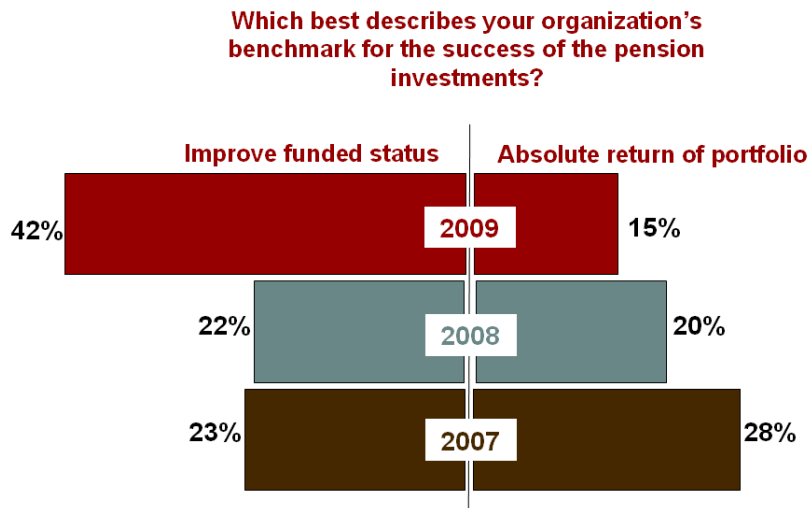 Which best describes your organization's
benchmark for the success of the pension
investments?
Improve funded status
Absolute return of portfolio
42%
2009
15%
22%
2008
20%
23%
2007
28%